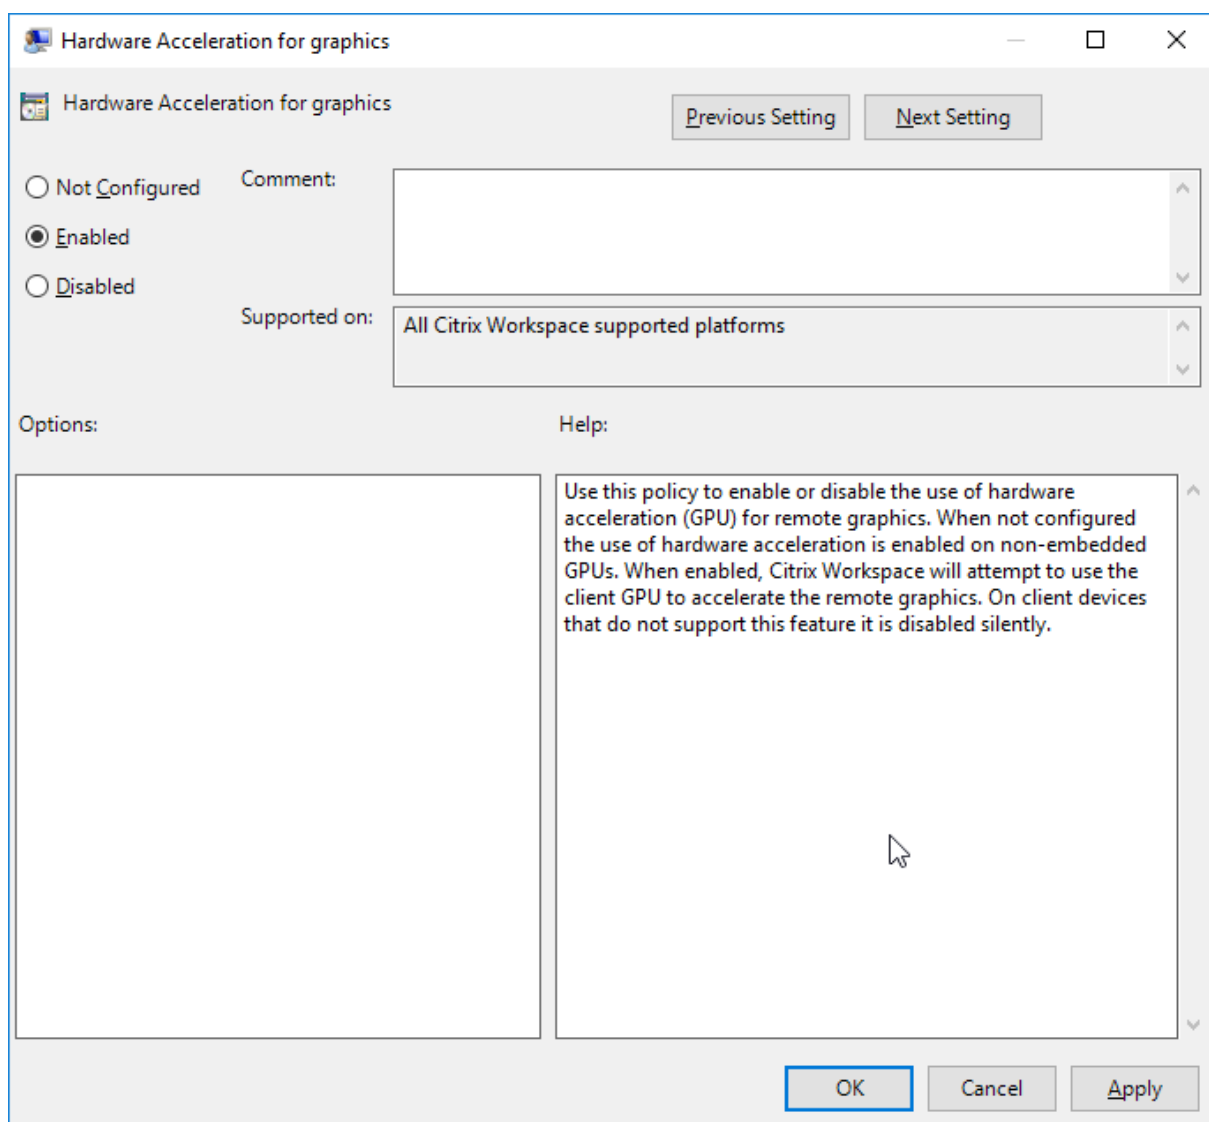 Hardware Acceleration for graphics
Hardware Acceleration for graphics
Previous Setting
Next Setting
Not Configured
Comment:
Enabled
Disabled
Supported on:
All Citrix Workspace supported platforms
Options:
Help:
Use this policy to enable or disable the use of hardware
acceleration (GPU) for remote graphics. When not configured
the use of hardware acceleration is enabled on non-embedded
GPUs. When enabled, Citrix Workspace will attempt to use the
client GPU to accelerate the remote graphics. On client devices
that do not support this feature it is disabled silently.
OK
Cancel
Apply